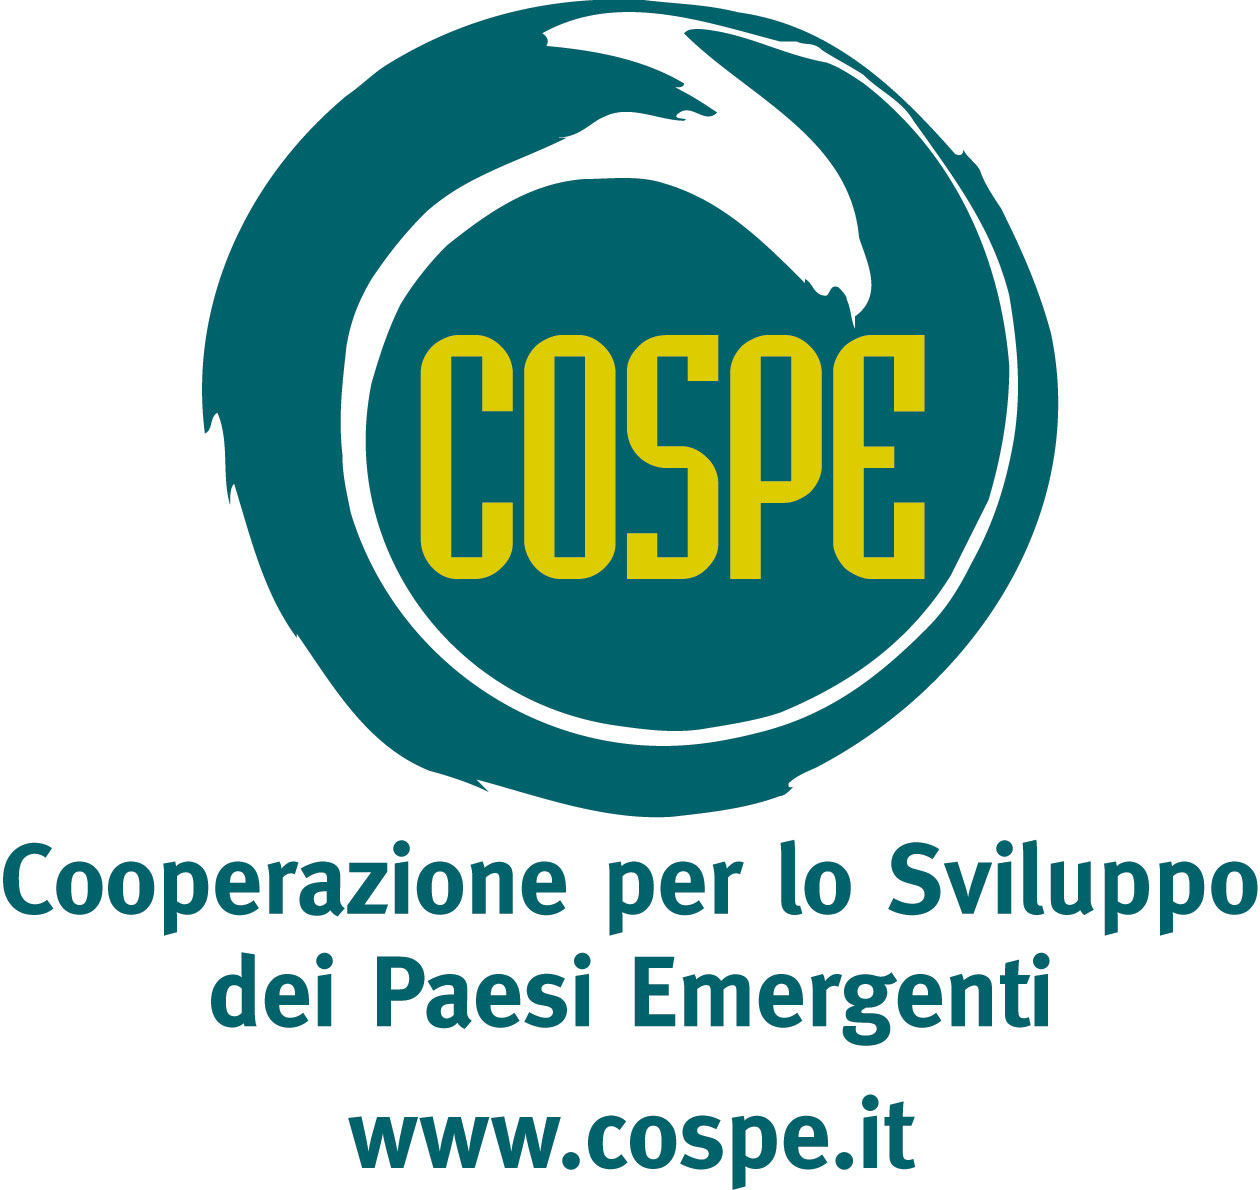 COSPE
Cooperazione per lo Sviluppo
dei Paesi Emergenti
www.cospe.it